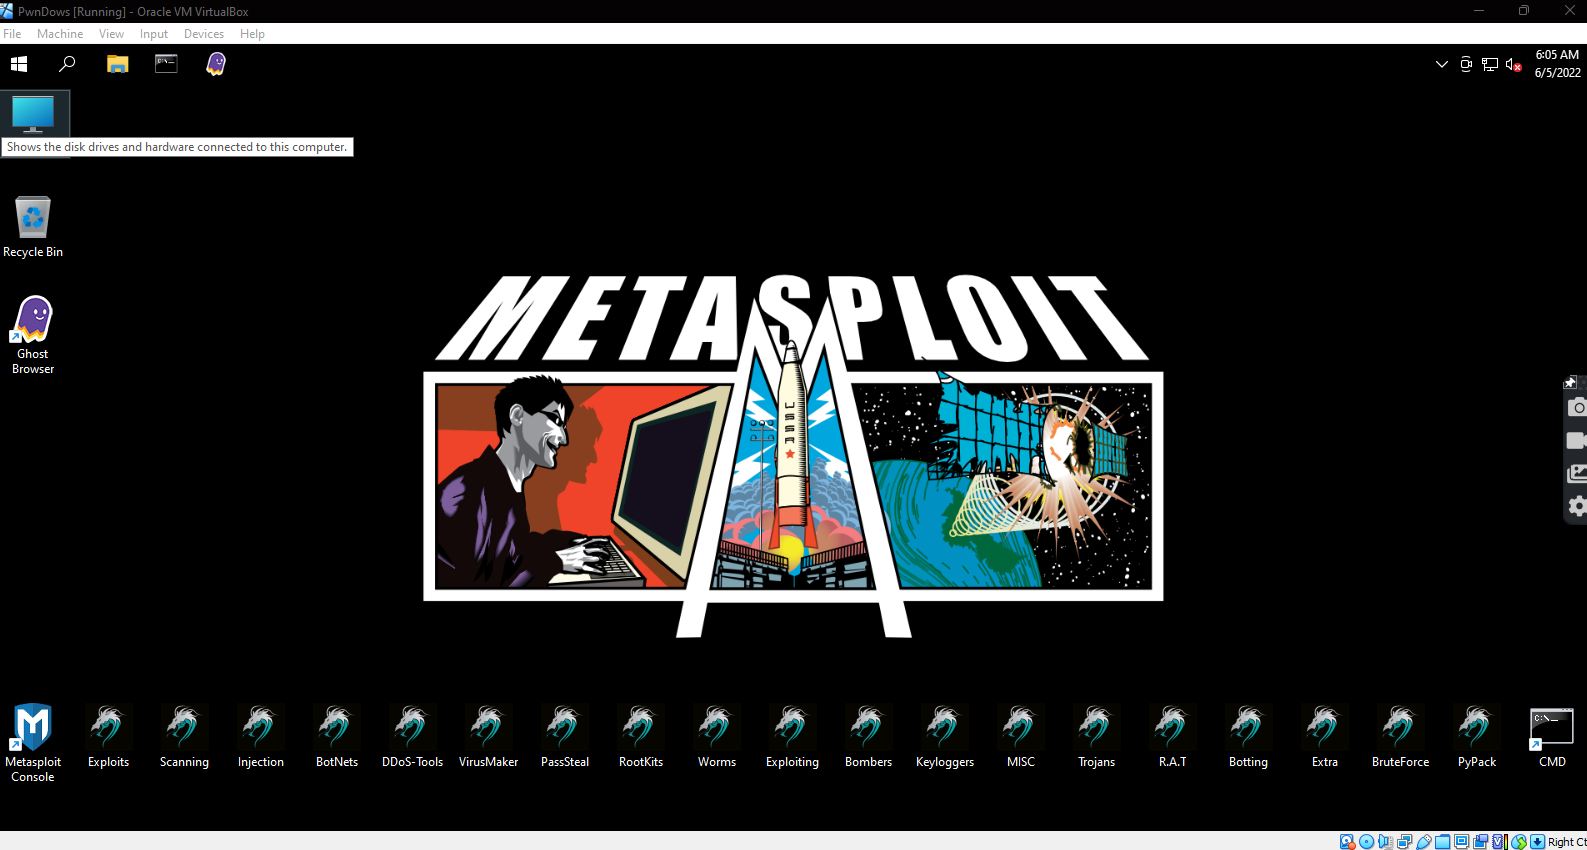 PwnDows [Running] - Oracle VM VirtualBox
File Machine View Input Devices Help
6:05 AM
6/5/2022
Shows the disk drives and hardware connected to this computer.
Recycle Bin
Ghost
Browser
METASPLOIT
USSR
Metasploit
Console
Exploits
Scanning
Injection
BotNets
DDoS-Tools
VirusMaker
PassSteal
RootKits
Worms
Exploiting
Bombers
Keyloggers
MISC
Trojans
R.A.T
Botting
Extra
BruteForce
PyPack
C:\_
CMD
Right Ct